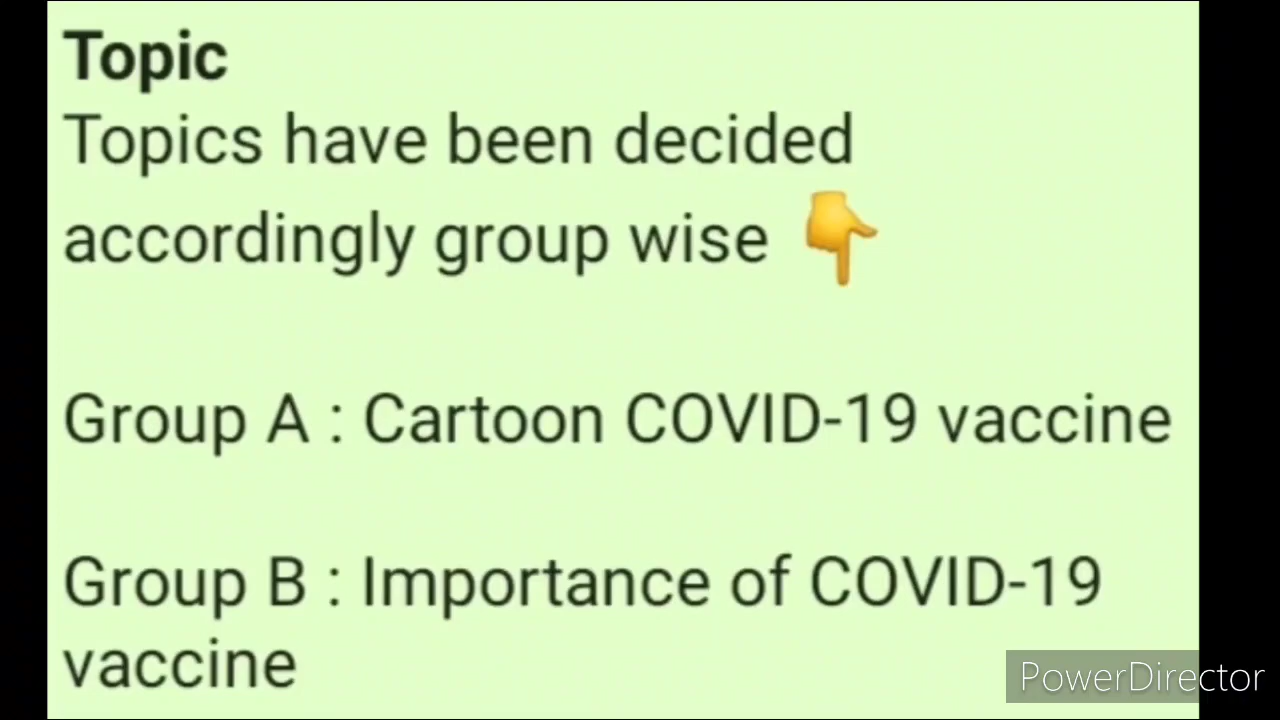 Topic
Topics have been decided
accordingly group wise 👇
Group A : Cartoon COVID-19 vaccine
Group B : Importance of COVID-19
vaccine
PowerDirector